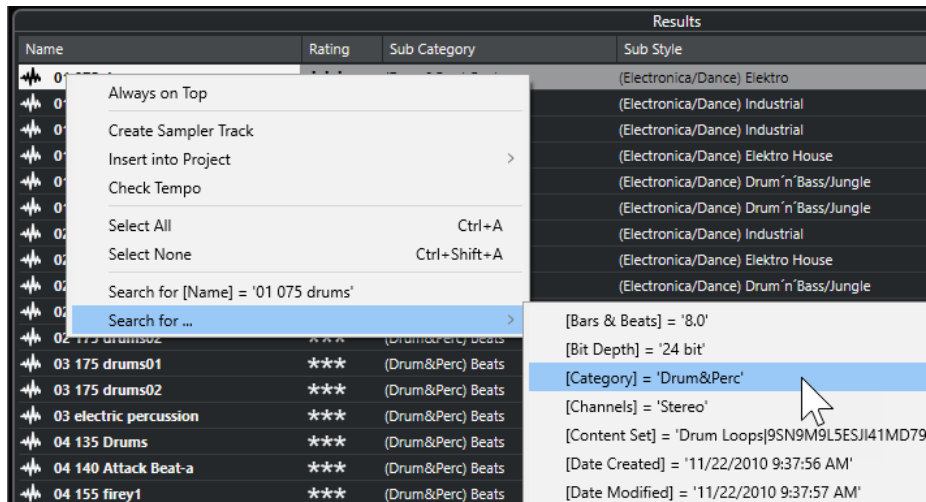 Results
Name Rating Sub Category Sub Style
(Electronica/Dance) Elektro
(Electronica/Dance) Industrial
(Electronica/Dance) Industrial
(Electronica/Dance) Elektro House
(Electronica/Dance) Drum´n´Bass/Jungle
(Electronica/Dance) Drum´n´Bass/Jungle
(Electronica/Dance) Industrial
(Electronica/Dance) Elektro House
(Electronica/Dance) Drum´n´Bass/Jungle
Always on Top
Create Sampler Track
Insert into Project
Check Tempo
Select All Ctrl+A
Select None Ctrl+Shift+A
Search for [Name] = '01 075 drums'
Search for ...
[Bars & Beats] = '8.0'
[Bit Depth] = '24 bit'
[Category] = 'Drum&Perc'
[Channels] = 'Stereo'
[Content Set] = 'Drum Loops|9SN9M9L5ESJI41MD79
[Date Created] = '11/22/2010 9:37:56 AM'
[Date Modified] = '11/22/2010 9:37:57 AM'
02 175 drums02 *** (Drum&Perc) Beats
03 175 drums01 *** (Drum&Perc) Beats
03 175 drums02 *** (Drum&Perc) Beats
03 electric percussion *** (Drum&Perc) Beats
04 135 Drums *** (Drum&Perc) Beats
04 140 Attack Beat-a *** (Drum&Perc) Beats
04 155 firey1 *** (Drum&Perc) Beats